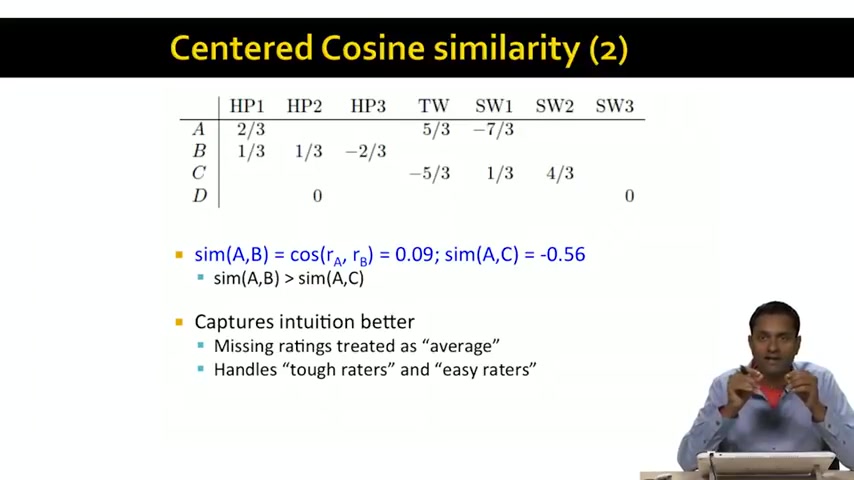 Centered Cosine similarity (2)
HP1 HP2 HP3 TW SW1 SW2 SW3
A 2/3 5/3 −7/3
B 1/3 1/3 −2/3
C −5/3 1/3 4/3
D 0 0
sim(A,B) = cos(rA, rB) = 0.09; sim(A,C) = -0.56
sim(A,B) > sim(A,C)
Captures intuition better
Missing ratings treated as “average”
Handles “tough raters” and “easy raters”